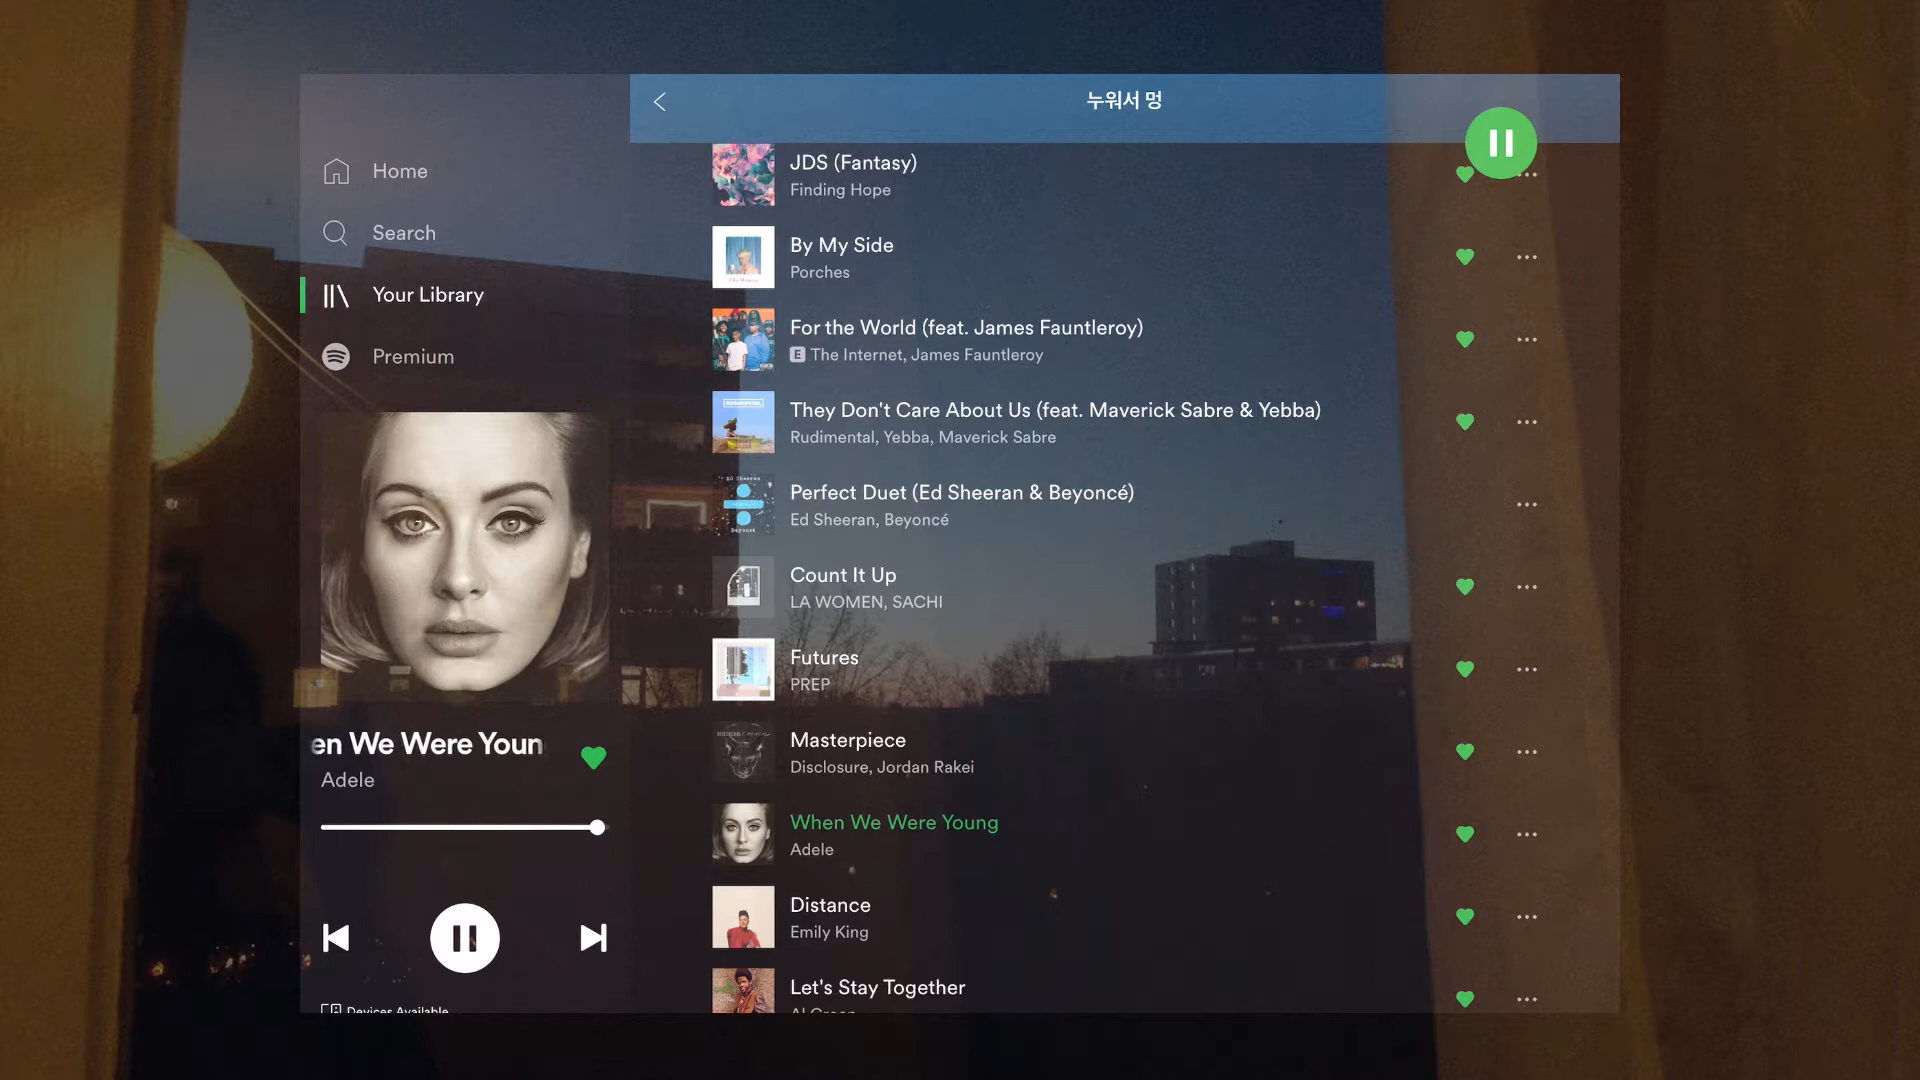 누워서 멍
Home
Search
Your Library
Premium
en We Were Youn
Adele
Devices Available
JDS (Fantasy)
Finding Hope
By My Side
Porches
For the World (feat. James Fauntleroy)
E The Internet, James Fauntleroy
They Don't Care About Us (feat. Maverick Sabre & Yebba)
Rudimental, Yebba, Maverick Sabre
Perfect Duet (Ed Sheeran & Beyoncé)
Ed Sheeran, Beyoncé
Count It Up
LA WOMEN, SACHI
Futures
PREP
Masterpiece
Disclosure, Jordan Rakei
When We Were Young
Adele
Distance
Emily King
Let's Stay Together
Al Green